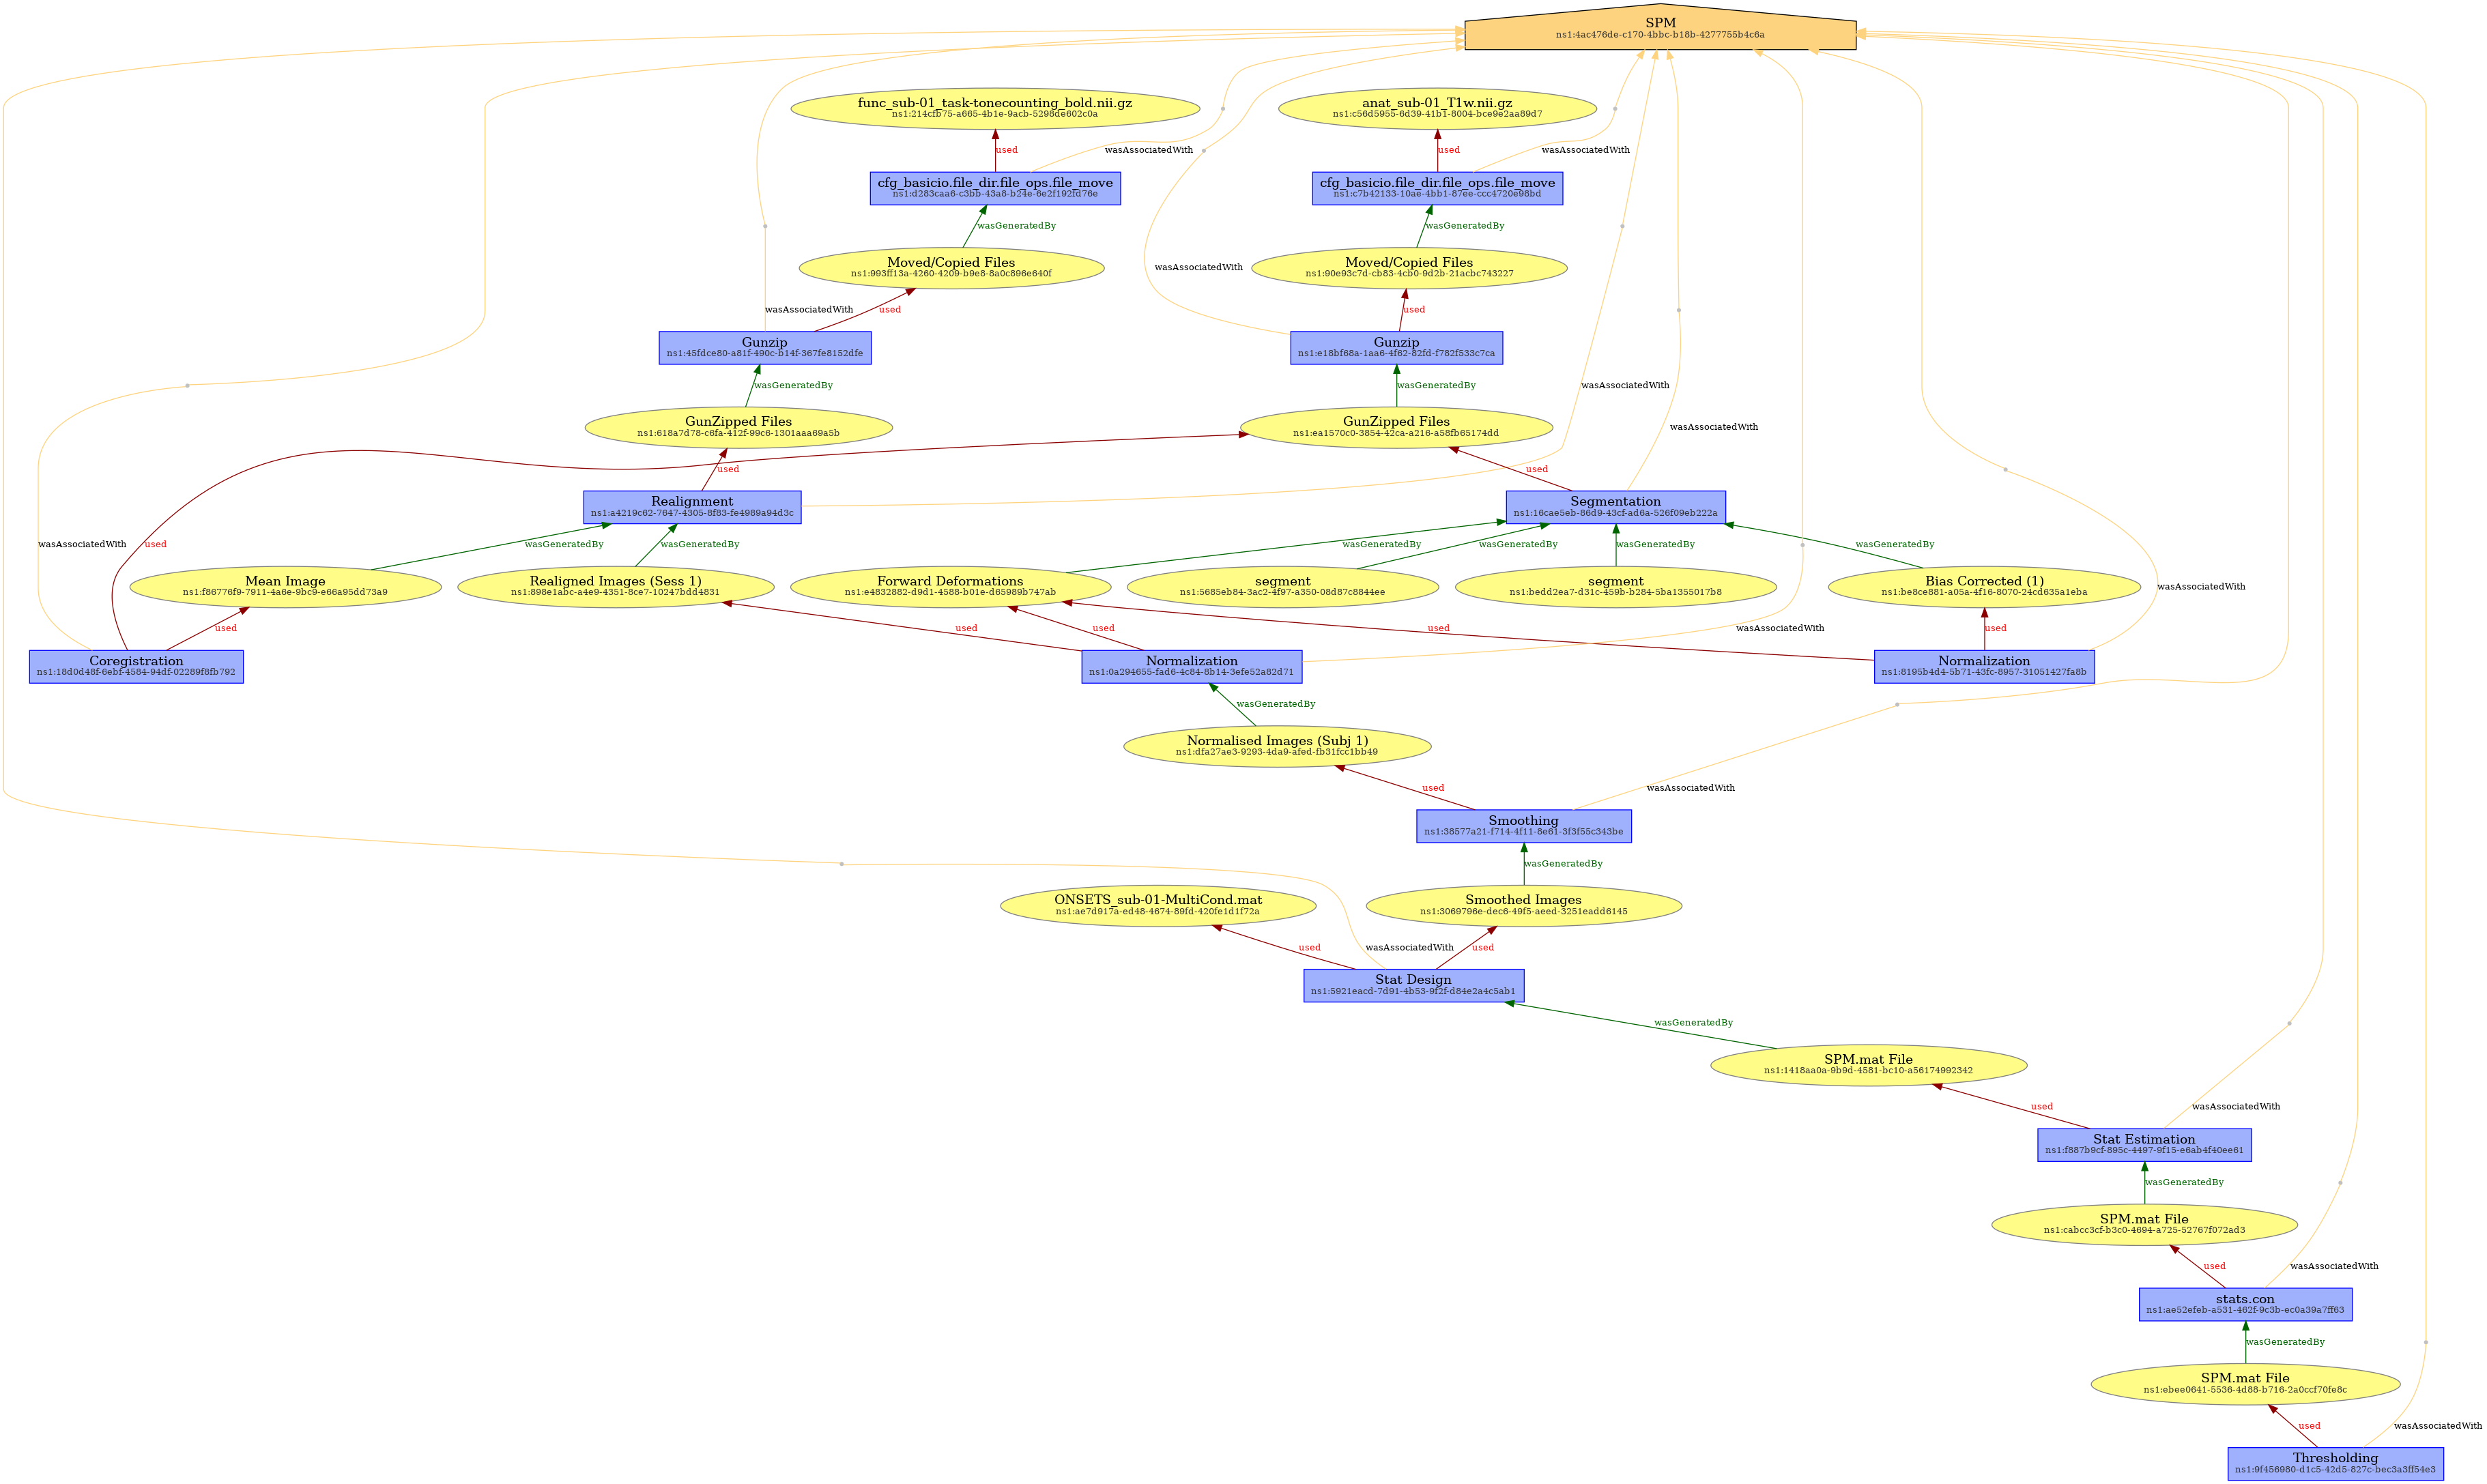 SPM
ns1:4ac476de-c170-4bbc-b18b-4277755b4c6a
func_sub-01_task-tonecounting_bold.nii.gz
ns1:214cfb75-a665-4b1e-9acb-5298de602c0a
anat_sub-01_T1w.nii.gz
ns1:c56d5955-6d39-41b1-8004-bce9e2aa89d7
used
wasAssociatedWith
used
wasAssociatedWith
cfg_basicio.file_dir.file_ops.file_move
ns1:d283caa6-c3bb-43a8-b24e-6e2f192fd76e
cfg_basicio.file_dir.file_ops.file_move
ns1:c7b42133-10ae-4bb1-87ee-ccc4720e98bd
wasGeneratedBy
wasGeneratedBy
Moved/Copied Files
ns1:993ff13a-4260-4209-b9e8-8a0c896e640f
wasAssociatedWith
Moved/Copied Files
ns1:90e93c7d-cb83-4cb0-9d2b-21acbc743227
wasAssociatedWith
used
used
Gunzip
ns1:45fdce80-a81f-490c-b14f-367fe8152dfe
Gunzip
ns1:e18bf68a-1aa6-4f62-82fd-f782f533c7ca
wasGeneratedBy
wasGeneratedBy
wasAssociatedWith
GunZipped Files
ns1:618a7d78-c6fa-412f-99c6-1301aaa69a5b
GunZipped Files
ns1:ea1570c0-3854-42ca-a216-a58fb65174dd
wasAssociatedWith
used
used
Realignment
ns1:a4219c62-7647-4305-8f83-fe4989a94d3c
Segmentation
ns1:16cae5eb-86d9-43cf-ad6a-526f09eb222a
wasAssociatedWith
used
wasGeneratedBy
wasGeneratedBy
wasGeneratedBy
wasGeneratedBy
wasGeneratedBy
wasGeneratedBy
Mean Image
ns1:f86776f9-7911-4a6e-9bc9-e66a95dd73a9
Realigned Images (Sess 1)
ns1:898e1abc-a4e9-4351-8ce7-10247bdd4831
Forward Deformations
ns1:e4832882-d9d1-4588-b01e-d65989b747ab
segment
ns1:5685eb84-3ac2-4f97-a350-08d87c8844ee
segment
ns1:bedd2ea7-d31c-459b-b284-5ba1355017b8
Bias Corrected (1)
ns1:be8ce881-a05a-4f16-8070-24cd635a1eba
wasAssociatedWith
used
used
used
used
wasAssociatedWith
used
Coregistration
ns1:18d0d48f-6ebf-4584-94df-02289f8fb792
Normalization
ns1:0a294655-fad6-4c84-8b14-3efe52a82d71
Normalization
ns1:8195b4d4-5b71-43fc-8957-31051427fa8b
wasGeneratedBy
Normalised Images (Subj 1)
ns1:dfa27ae3-9293-4da9-afed-fb31fcc1bb49
used
wasAssociatedWith
Smoothing
ns1:38577a21-f714-4f11-8e61-3f3f55c343be
wasGeneratedBy
ONSETS_sub-01-MultiCond.mat
ns1:ae7d917a-ed48-4674-89fd-420fe1d1f72a
Smoothed Images
ns1:3069796e-dec6-49f5-aeed-3251eadd6145
used
wasAssociatedWith
used
Stat Design
ns1:5921eacd-7d91-4b53-9f2f-d84e2a4c5ab1
wasGeneratedBy
SPM.mat File
ns1:1418aa0a-9b9d-4581-bc10-a56174992342
used
wasAssociatedWith
Stat Estimation
ns1:f887b9cf-895c-4497-9f15-e6ab4f40ee61
wasGeneratedBy
SPM.mat File
ns1:cabcc3cf-b3c0-4694-a725-52767f072ad3
used
wasAssociatedWith
stats.con
ns1:ae52efeb-a531-462f-9c3b-ec0a39a7ff63
wasGeneratedBy
SPM.mat File
ns1:ebee0641-5536-4d88-b716-2a0ccf70fe8c
used
wasAssociatedWith
Thresholding
ns1:9f456980-d1c5-42d5-827c-bec3a3ff54e3